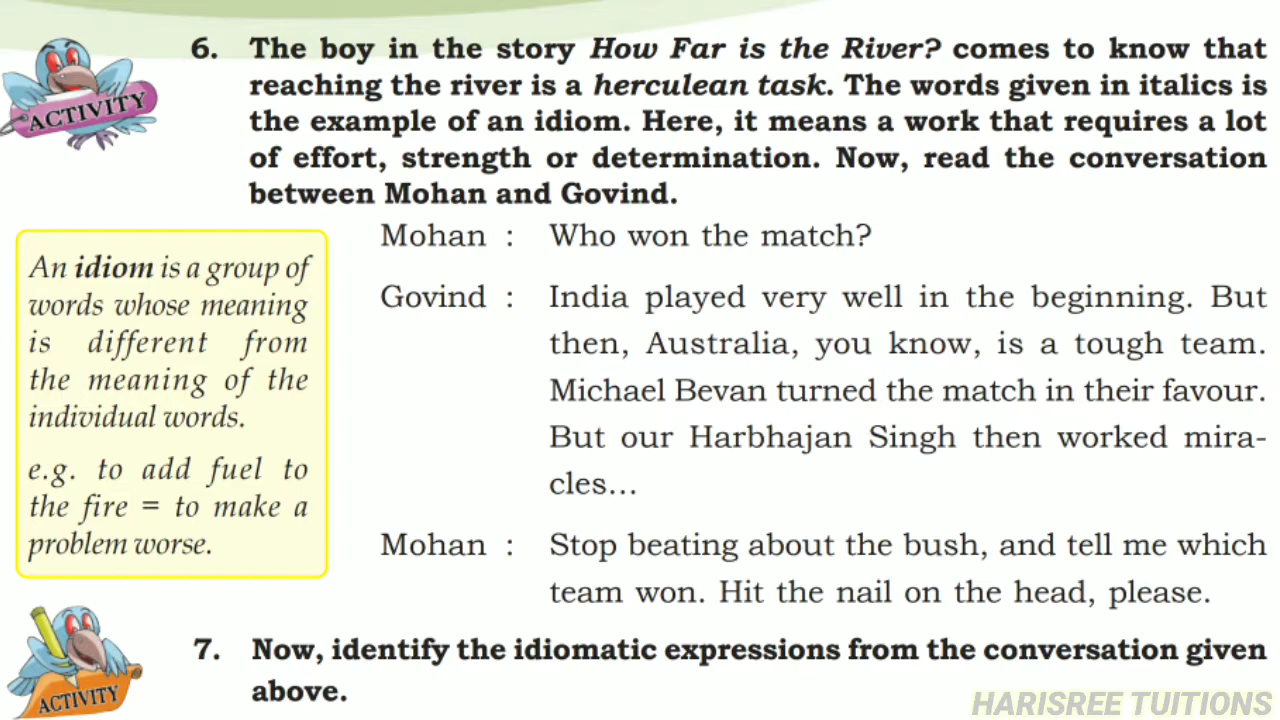 ACTIVITY
6. The boy in the story How Far is the River? comes to know that
reaching the river is a herculean task. The words given in italics is
the example of an idiom. Here, it means a work that requires a lot
of effort, strength or determination. Now, read the conversation
between Mohan and Govind.
An idiom is a group of
words whose meaning
is different from
the meaning of the
individual words.
e.g. to add fuel to
the fire = to make a
problem worse.
Mohan : Who won the match?
Govind : India played very well in the beginning. But
then, Australia, you know, is a tough team.
Michael Bevan turned the match in their favour.
But our Harbhajan Singh then worked mira-
cles...
Mohan : Stop beating about the bush, and tell me which
team won. Hit the nail on the head, please.
ACTIVITY
7. Now, identify the idiomatic expressions from the conversation given
above.
HARISREE TUITIONS